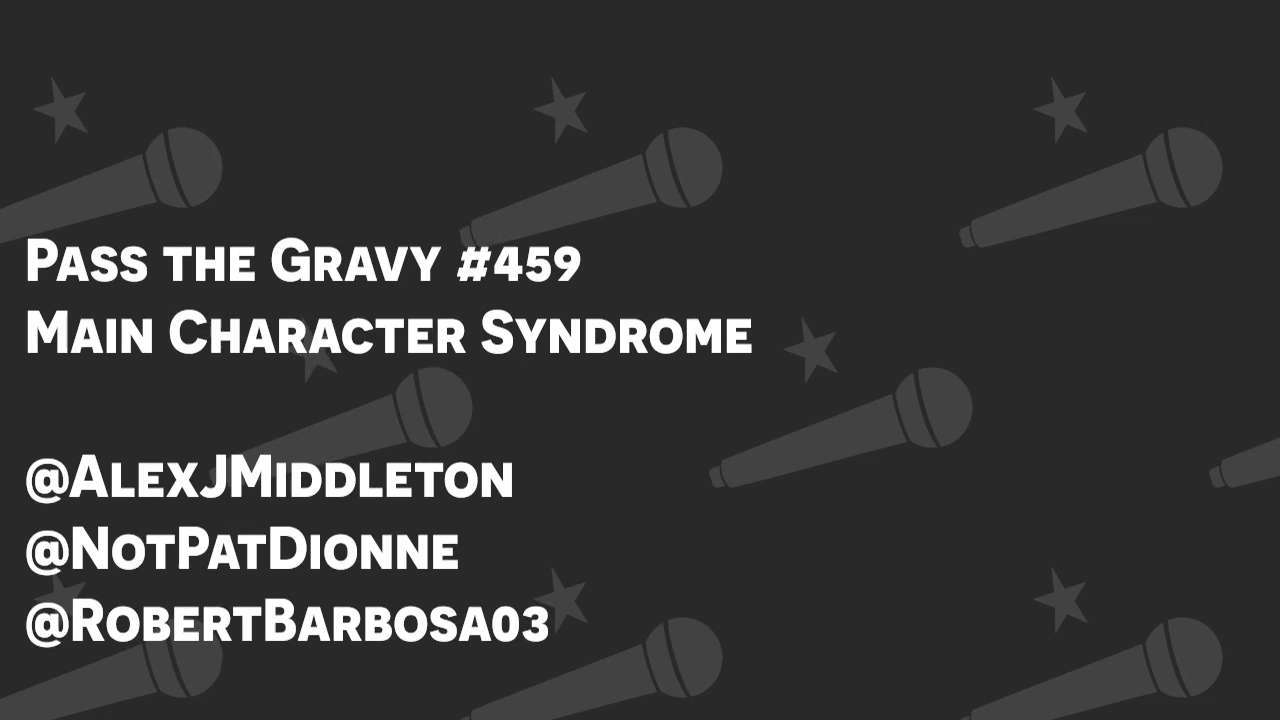 Pass the Gravy #459
Main Character Syndrome
@AlexJMiddleton
@NotPatDionne
@RobertBarbosa03